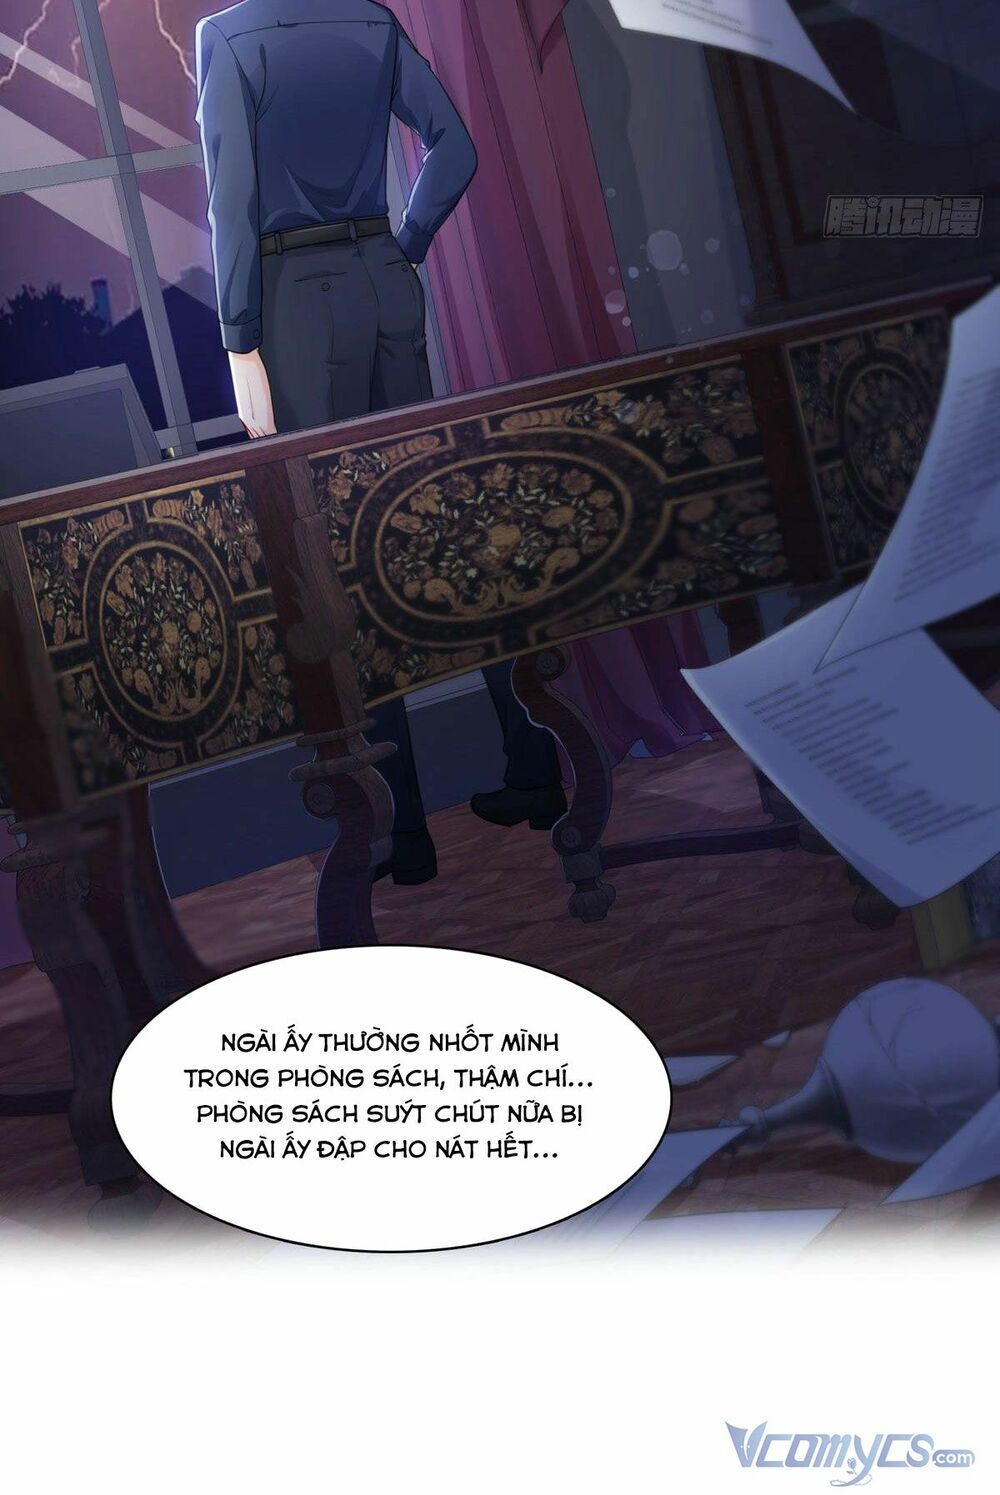 腾讯动漫
NGÀI ẤY THƯỜNG NHỐT MÌNH
TRONG PHÒNG SÁCH, THẬM CHÍ...
PHÒNG SÁCH SUÝT CHÚT NỮA BỊ
NGÀI ẤY ĐẬP CHO NÁT HẾT...
VCOMYCS.com